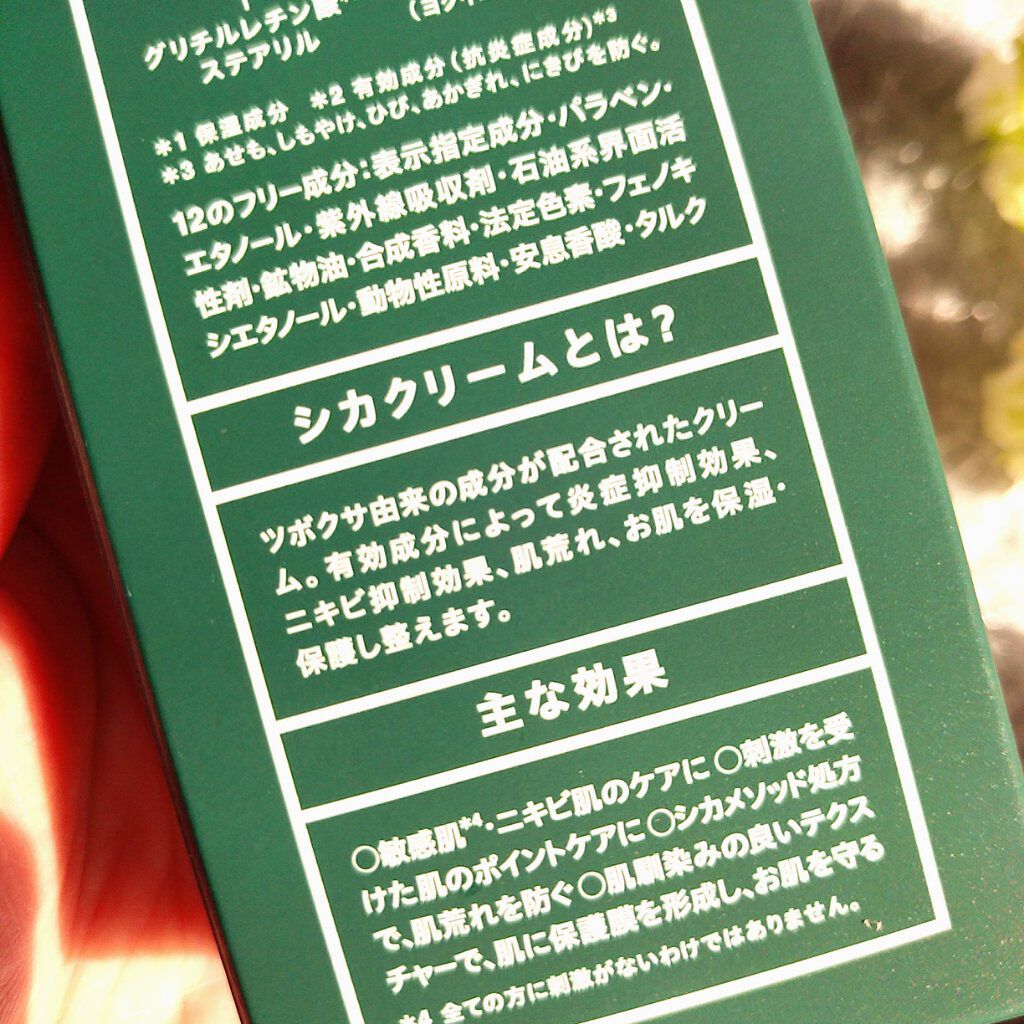 グリチルレチン酸
ステアリル
*1 保湿成分 *2 有効成分(抗炎症成分)*3
*3 あせも、しもやけ、ひび、あかぎれ、にきびを防ぐ。
12のフリー成分:表示指定成分・パラベン・
エタノール・紫外線吸収剤・石油系界面活
性剤・鉱物油・合成香料・法定色素・フェノキ
シエタノール・動物性原料・安息香酸・タルク
シカクリームとは?
ツボクサ由来の成分が配合されたクリー
ム。有効成分によって炎症抑制効果、
ニキビ抑制効果、肌荒れ、お肌を保湿・
保護し整えます。
主な効果
○敏感肌*4・ニキビ肌のケアに ○刺激を受
けた肌のポイントケアに ○シカメソッド処方
で、肌荒れを防ぐ ○肌馴染みの良いテクス
チャーで、肌に保護膜を形成し、お肌を守る
*4 全ての方に刺激がないわけではありません。